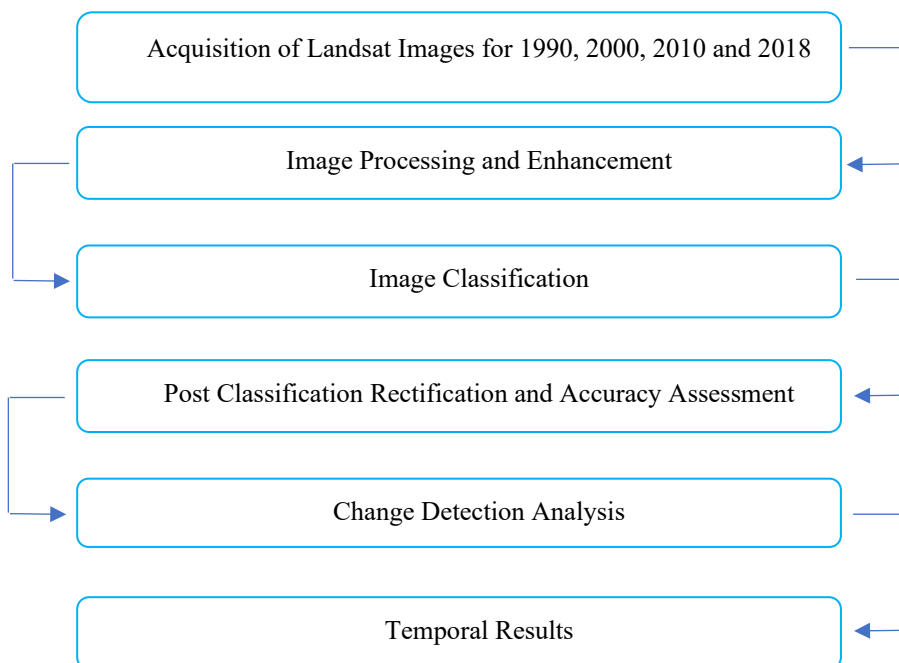 Acquisition of Landsat Images for 1990, 2000, 2010 and 2018
Image Processing and Enhancement
Image Classification
Post Classification Rectification and Accuracy Assessment
Change Detection Analysis
Temporal Results